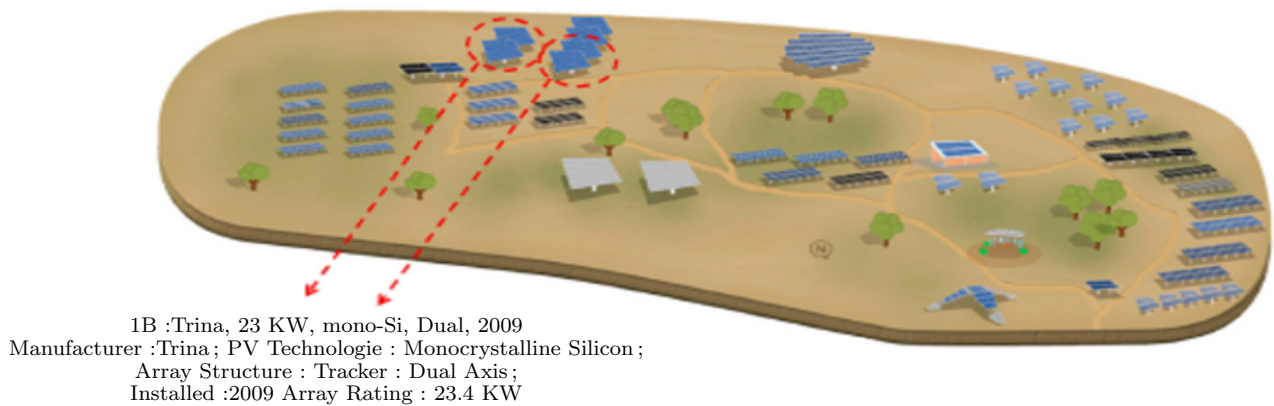 N
1B :Trina, 23 KW, mono-Si, Dual, 2009
Manufacturer :Trina ; PV Technologie : Monocrystalline Silicon ;
Array Structure : Tracker : Dual Axis ;
Installed :2009 Array Rating : 23.4 KW